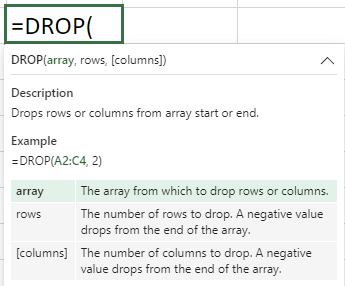 =DROP(
DROP(array, rows, [columns])
Description
Drops rows or columns from array start or end.
Example
=DROP(A2:C4, 2)
array The array from which to drop rows or columns.
rows The number of rows to drop. A negative value
drops from the end of the array.
[columns] The number of columns to drop. A negative
value drops from the end of the array.